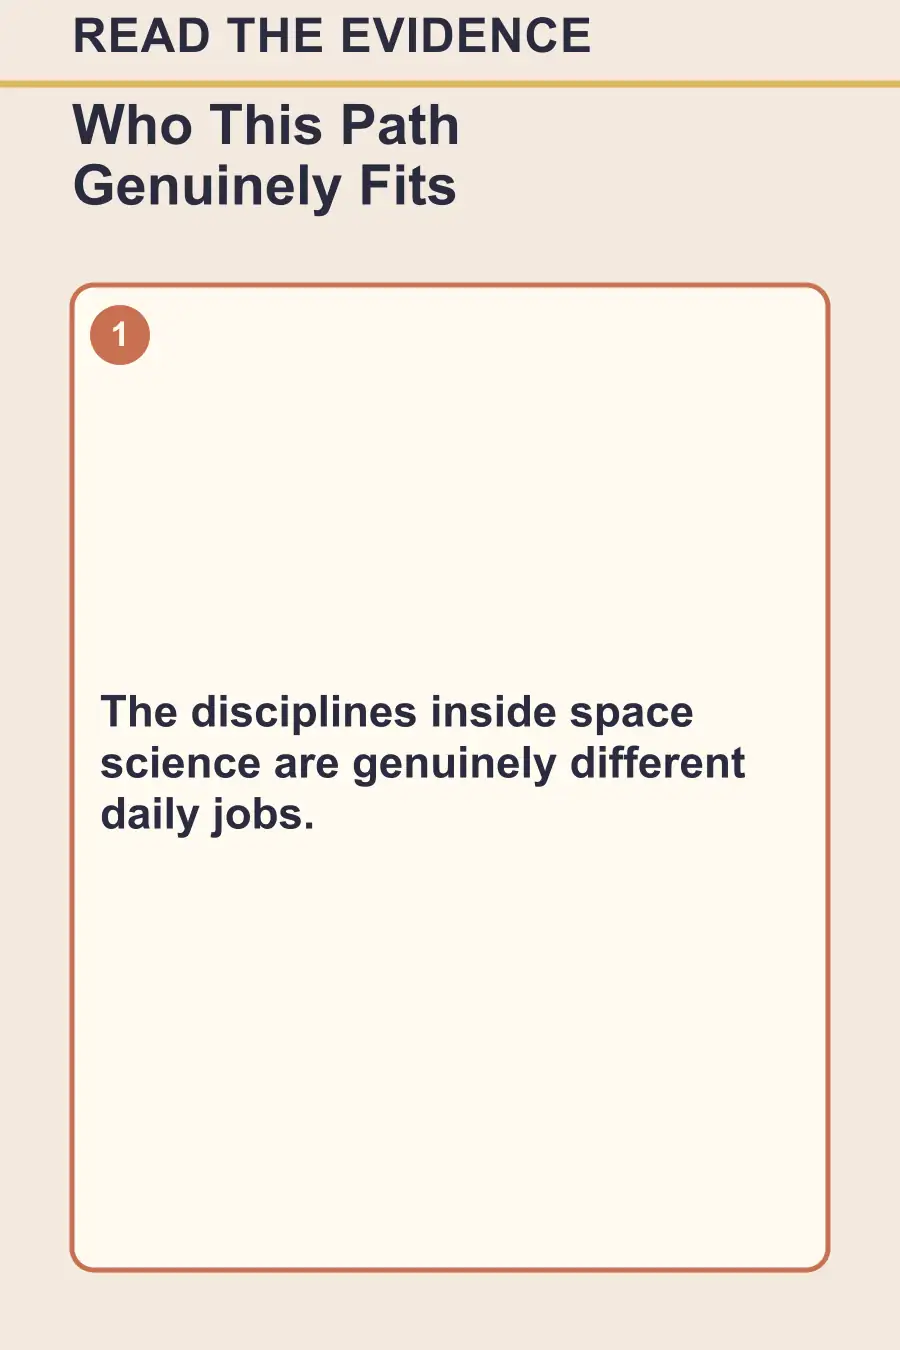 READ THE EVIDENCE
Who This Path
Genuinely Fits
1
The disciplines inside space
science are genuinely different
daily jobs.